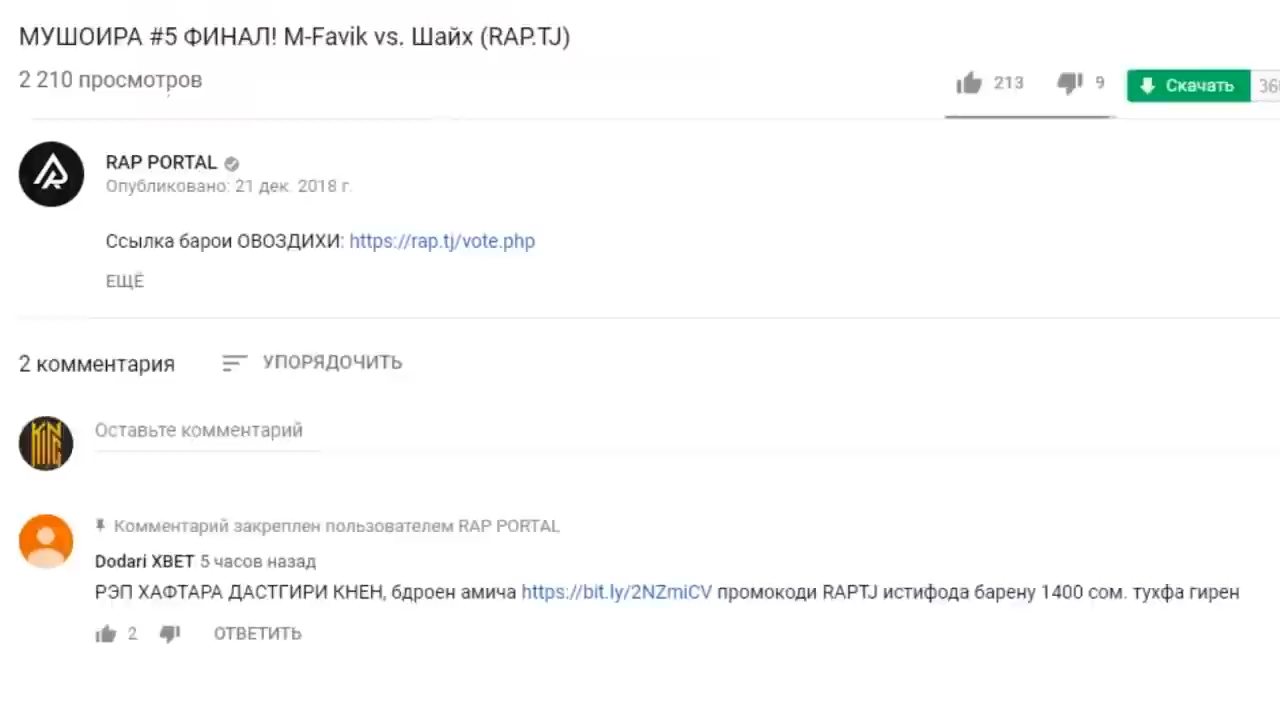 МУШОИРА #5 ФИНАЛ! M-Favik vs. Шайх (RAP.TJ)
2 210 просмотров
213
9
Скачать
RAP PORTAL
Опубликовано: 21 дек. 2018 г.
Ссылка барои ОВОЗДИХИ: https://rap.tj/vote.php
ЕЩЁ
2 комментария
УПОРЯДОЧИТЬ
KING
Оставьте комментарий
Комментарий закреплен пользователем RAP PORTAL
Dodari XBET 5 часов назад
РЭП ХАФТАРА ДАСТГИРИ КНЕН, бдроен амича https://bit.ly/2NZmiCV промокоди RAPTJ истифода барену 1400 сом. тухфа гирен
2
ОТВЕТИТЬ